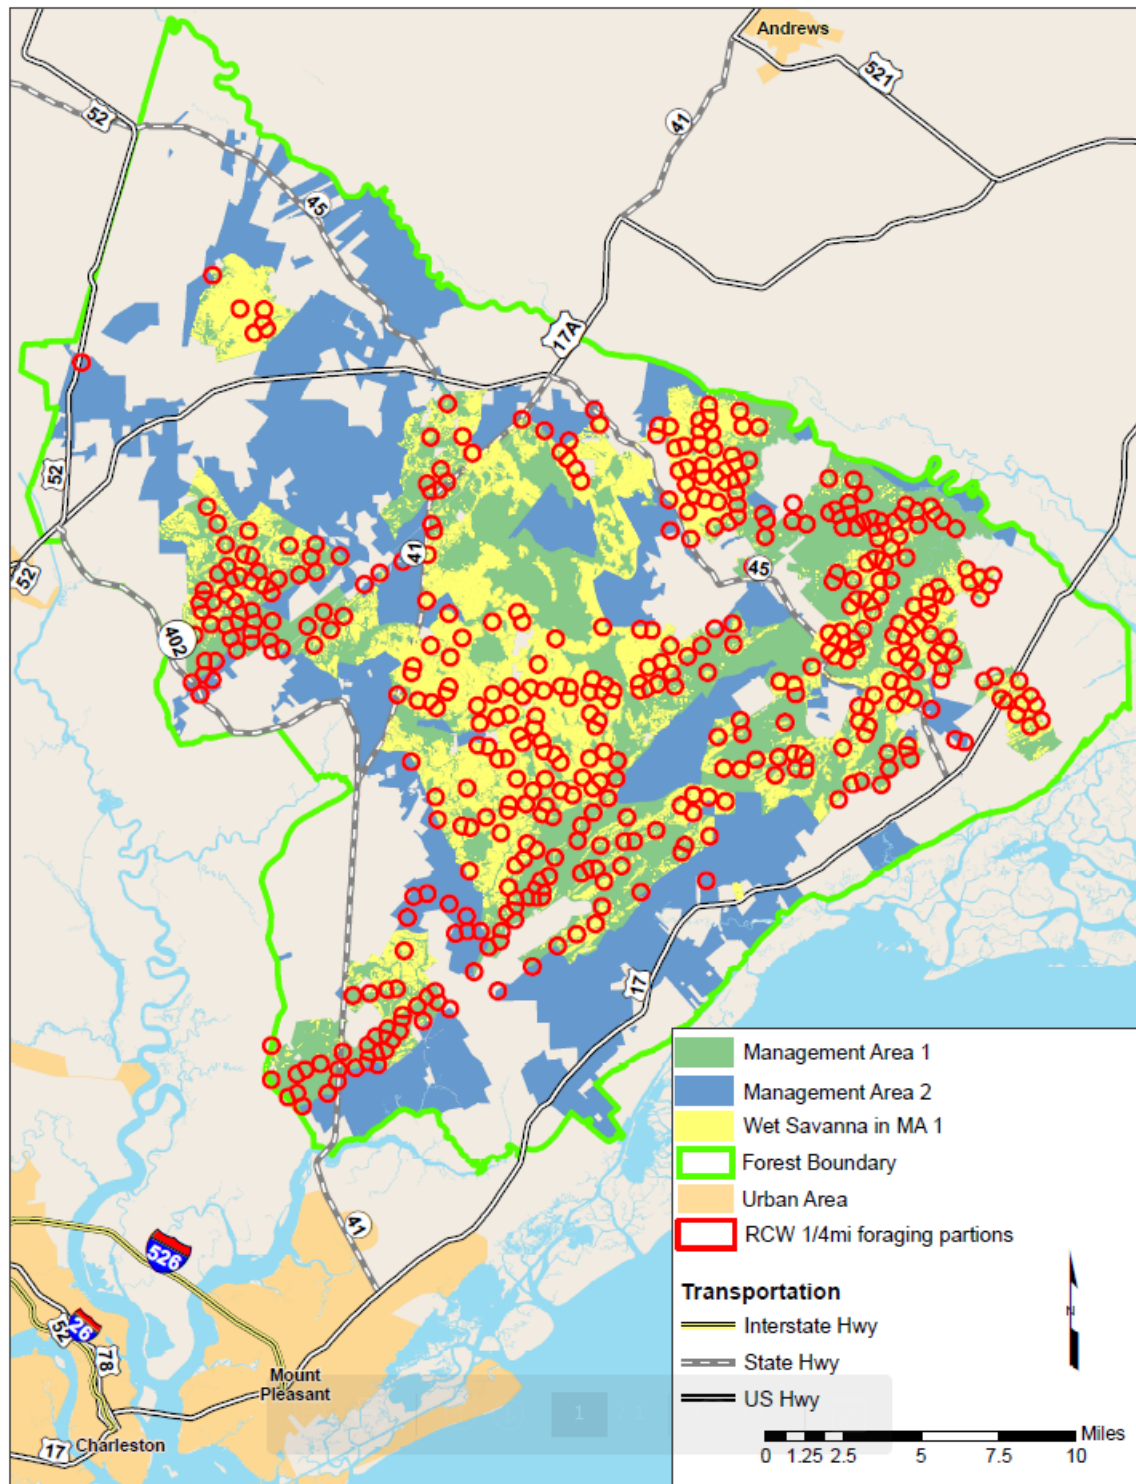 Andrews
521
52
41
45
17A
52
41
45
52
402
17
Management Area 1
Management Area 2
Wet Savanna in MA 1
Forest Boundary
Urban Area
RCW 1/4mi foraging partions
41
526
Transportation
N
Interstate Hwy
26
52
78
State Hwy
Mount
Pleasant
US Hwy
1
Miles
17
Charleston
0 1.25 2.5 5 7.5 10